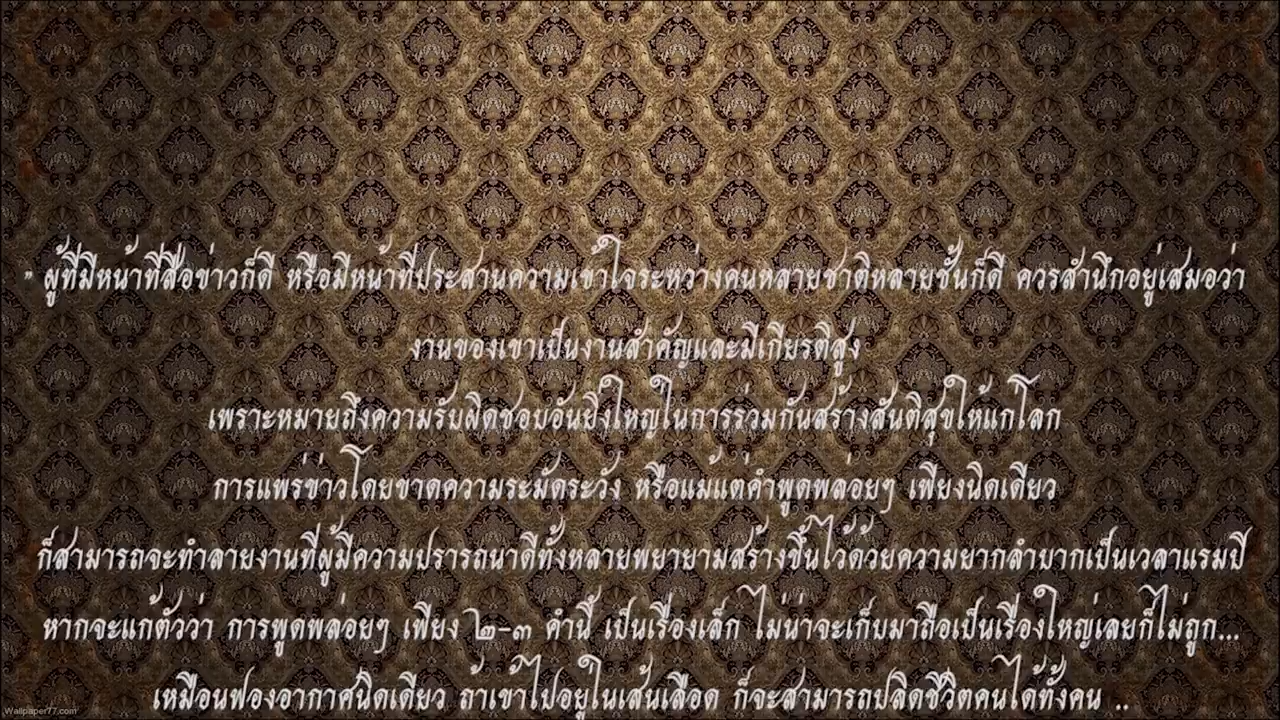 " ผู้ที่มีหน้าที่สื่อข่าวก็ดี หรือมีหน้าที่ประสานความเข้าใจระหว่างคนหลายชาติหลายชั้นก็ดี ควรสำนึกอยู่เสมอว่า
งานของเขาเป็นงานสำคัญและมีเกียรติสูง
เพราะหมายถึงความรับผิดชอบอันยิ่งใหญ่ในการร่วมกันสร้างสันติสุขให้แก่โลก
การแพร่ข่าวโดยขาดความระมัดระวัง หรือแม้แต่คำพูดพล่อยๆ เพียงนิดเดียว
ก็สามารถจะทำลายงานที่ผู้มีความปรารถนาดีทั้งหลายพยายามสร้างขึ้นไว้ด้วยความยากลำบากเป็นเวลาแรมปี
หากจะแก้ตัวว่า การพูดพล่อยๆ เพียง ๒-๓ คำนี้ เป็นเรื่องเล็ก ไม่น่าจะเก็บมาถือเป็นเรื่องใหญ่เลยก็ไม่ถูก...
เหมือนฟองอากาศนิดเดียว ถ้าเข้าไปอยู่ในเส้นเลือด ก็จะสามารถปลิดชีวิตคนได้ทั้งคน ..
Wallpaper77.com